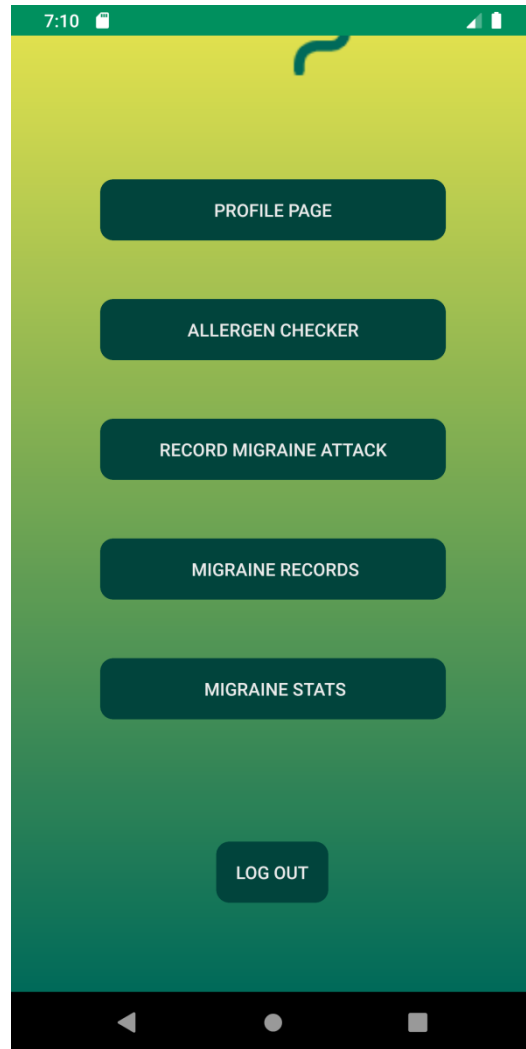 7:10
PROFILE PAGE
ALLERGEN CHECKER
RECORD MIGRAINE ATTACK
MIGRAINE RECORDS
MIGRAINE STATS
LOG OUT